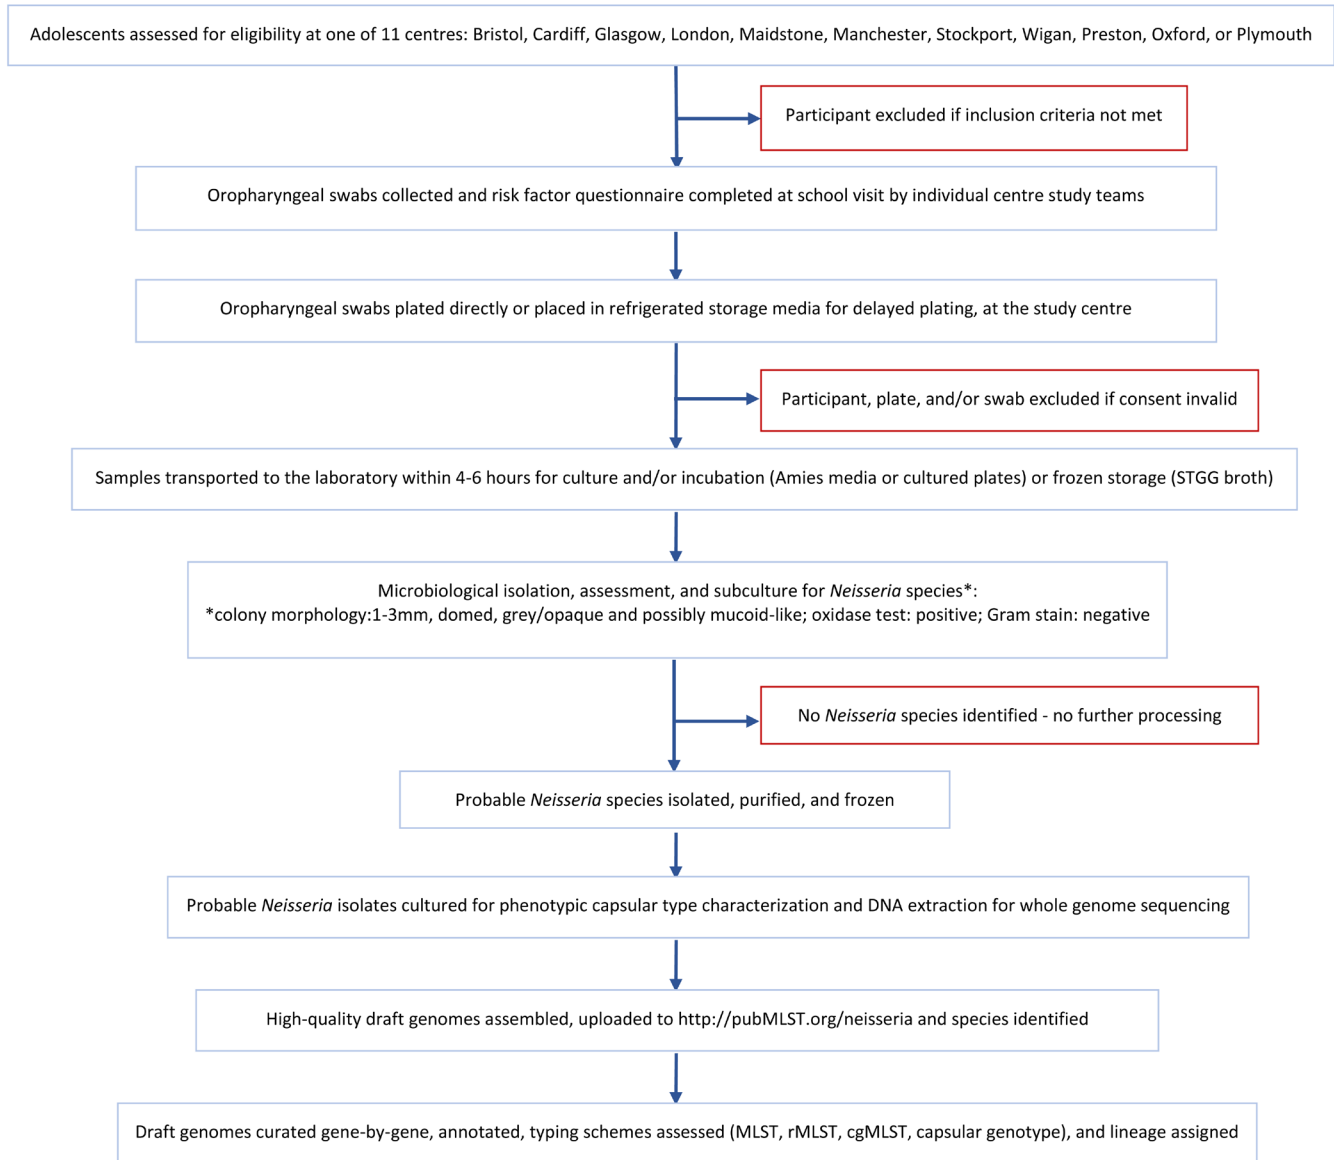 Adolescents assessed for eligibility at one of 11 centres: Bristol, Cardiff, Glasgow, London, Maidstone, Manchester, Stockport, Wigan, Preston, Oxford, or Plymouth
Participant excluded if inclusion criteria not met
Oropharyngeal swabs collected and risk factor questionnaire completed at school visit by individual centre study teams
Oropharyngeal swabs plated directly or placed in refrigerated storage media for delayed plating, at the study centre
Participant, plate, and/or swab excluded if consent invalid
Samples transported to the laboratory within 4-6 hours for culture and/or incubation (Amies media or cultured plates) or frozen storage (STGG broth)
Microbiological isolation, assessment, and subculture for Neisseria species*:
*colony morphology:1-3mm, domed, grey/opaque and possibly mucoid-like; oxidase test: positive; Gram stain: negative
No Neisseria species identified - no further processing
Probable Neisseria species isolated, purified, and frozen
Probable Neisseria isolates cultured for phenotypic capsular type characterization and DNA extraction for whole genome sequencing
High-quality draft genomes assembled, uploaded to http://pubMLST.org/neisseria and species identified
Draft genomes curated gene-by-gene, annotated, typing schemes assessed (MLST, rMLST, cgMLST, capsular genotype), and lineage assigned